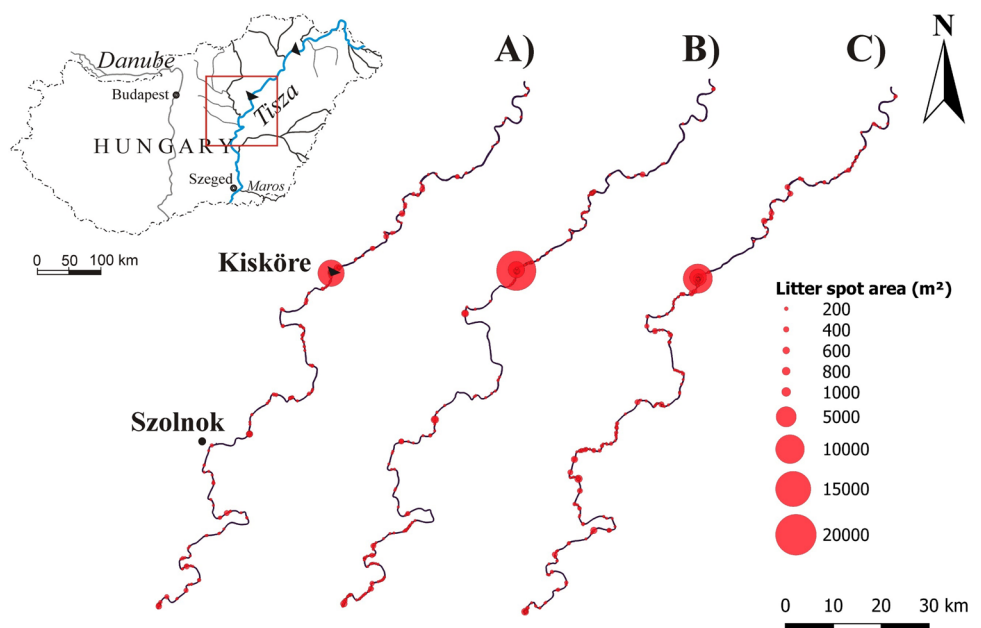 A)
B)
C)
N
Danube
Budapest
Tisza
HUNGARY
Szeged
Maros
0 50 100 km
Kisköre
Szolnok
Litter spot area (m²)
200
400
600
800
1000
5000
10000
15000
20000
0 10 20 30 km